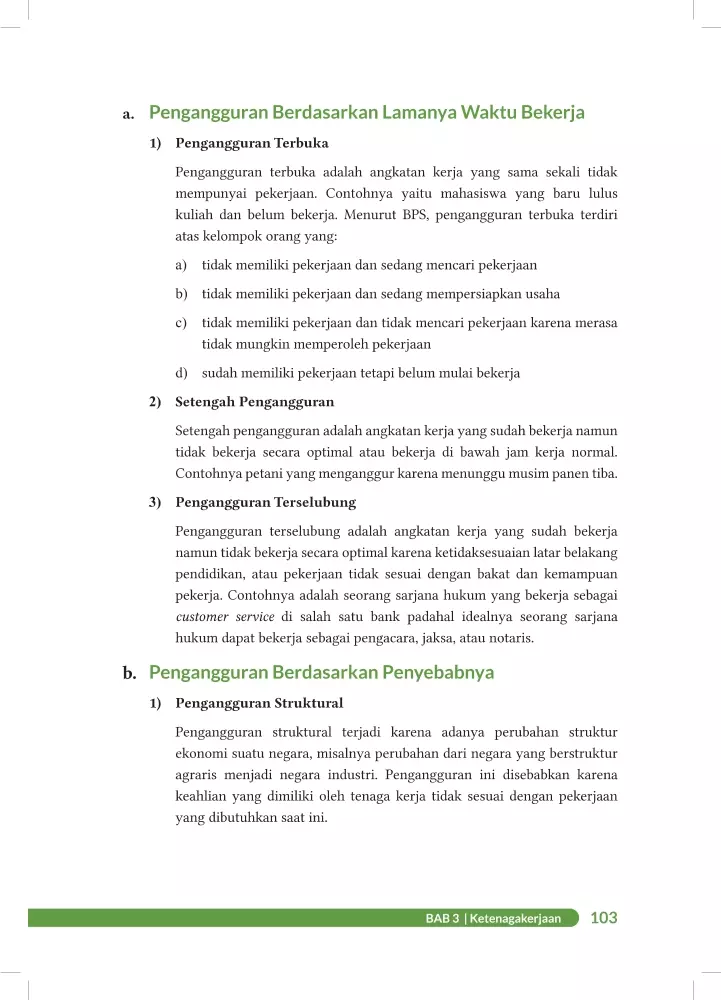 a. Pengangguran Berdasarkan Lamanya Waktu Bekerja
1) Pengangguran Terbuka
Pengangguran terbuka adalah angkatan kerja yang sama sekali tidak
mempunyai pekerjaan. Contohnya yaitu mahasiswa yang baru lulus
kuliah dan belum bekerja. Menurut BPS, pengangguran terbuka terdiri
atas kelompok orang yang:
a) tidak memiliki pekerjaan dan sedang mencari pekerjaan
b) tidak memiliki pekerjaan dan sedang mempersiapkan usaha
c) tidak memiliki pekerjaan dan tidak mencari pekerjaan karena merasa
tidak mungkin memperoleh pekerjaan
d) sudah memiliki pekerjaan tetapi belum mulai bekerja
2) Setengah Pengangguran
Setengah pengangguran adalah angkatan kerja yang sudah bekerja namun
tidak bekerja secara optimal atau bekerja di bawah jam kerja normal.
Contohnya petani yang menganggur karena menunggu musim panen tiba.
3) Pengangguran Terselubung
Pengangguran terselubung adalah angkatan kerja yang sudah bekerja
namun tidak bekerja secara optimal karena ketidaksesuaian latar belakang
pendidikan, atau pekerjaan tidak sesuai dengan bakat dan kemampuan
pekerja. Contohnya adalah seorang sarjana hukum yang bekerja sebagai
customer service di salah satu bank padahal idealnya seorang sarjana
hukum dapat bekerja sebagai pengacara, jaksa, atau notaris.
b. Pengangguran Berdasarkan Penyebabnya
1) Pengangguran Struktural
Pengangguran struktural terjadi karena adanya perubahan struktur
ekonomi suatu negara, misalnya perubahan dari negara yang berstruktur
agraris menjadi negara industri. Pengangguran ini disebabkan karena
keahlian yang dimiliki oleh tenaga kerja tidak sesuai dengan pekerjaan
yang dibutuhkan saat ini.
BAB 3 | Ketenagakerjaan 103